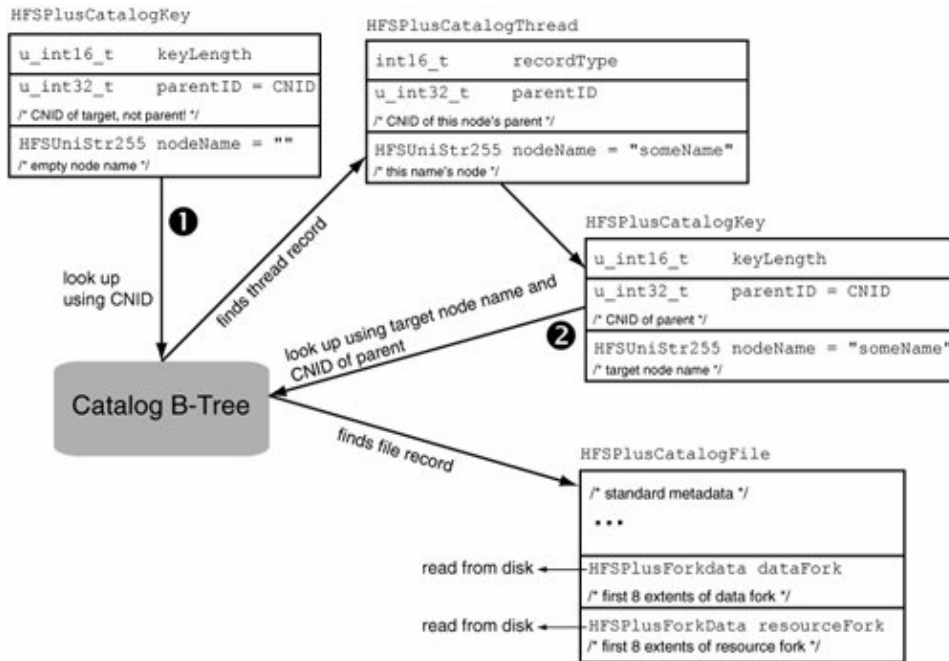 HFSPlusCatalogKey
u_int16_t keyLength
u_int32_t parentID = CNID
/* CNID of target, not parent! */
HFSUniStr255 nodeName = ""
/* empty node name */
HFSPlusCatalogThread
int16_t recordType
u_int32_t parentID
/* CNID of this node's parent */
HFSUniStr255 nodeName = "someName"
/* this name's node */
1
look up
using CNID
finds thread record
HFSPlusCatalogKey
u_int16_t keyLength
u_int32_t parentID = CNID
/* CNID of parent */
HFSUniStr255 nodeName = "someName"
/* target node name */
2
look up using target node name and
CNID of parent
Catalog B-Tree
finds file record
HFSPlusCatalogFile
/* standard metadata */
...
read from disk
HFSPlusForkdata dataFork
/* first 8 extents of data fork */
read from disk
HFSPlusForkData resourceFork
/* first 8 extents of resource fork */